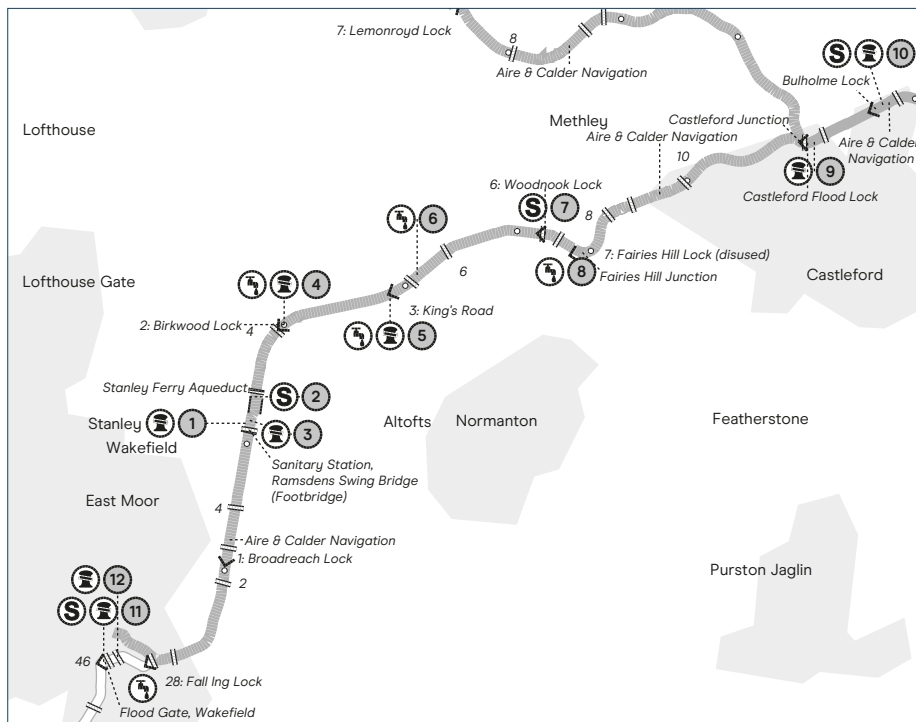 7: Lemonroyd Lock
8
Aire & Calder Navigation
S
10
Bulholme Lock
Lofthouse
Methley
Castleford Junction
Aire & Calder Navigation
Aire & Calder
Navigation
10
9
6: Woodnook Lock
Castleford Flood Lock
S
7
6
8
7: Fairies Hill Lock (disused)
Lofthouse Gate
6
8
Fairies Hill Junction
Castleford
4
3: King's Road
2: Birkwood Lock
4
5
Stanley Ferry Aqueduct
S
2
Stanley
1
Altofts
Normanton
Featherstone
3
Wakefield
Sanitary Station,
Ramsdens Swing Bridge
(Footbridge)
East Moor
4
Aire & Calder Navigation
1: Broadreach Lock
Purston Jaglin
12
2
S
11
46
28: Fall Ing Lock
Flood Gate, Wakefield